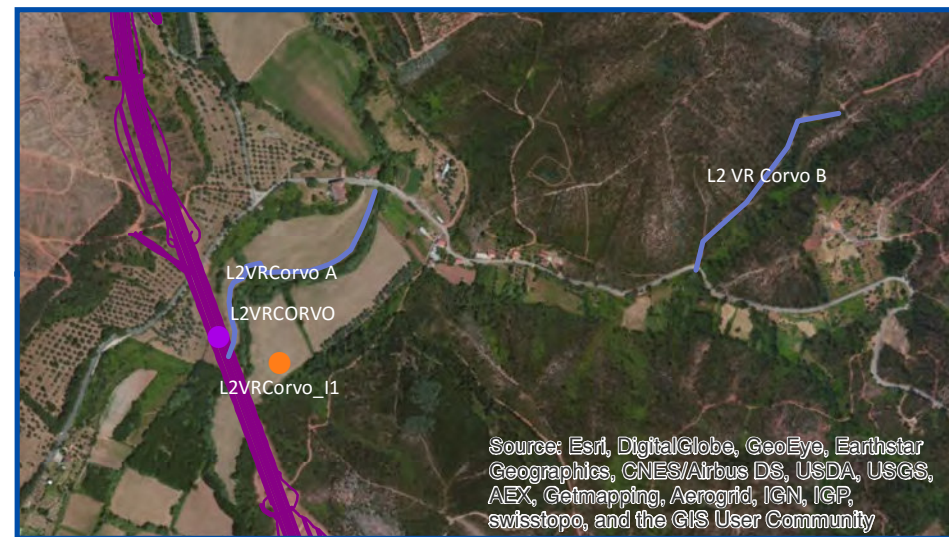 L2 VR Corvo B
L2VRCorvo A
L2VRCORVO
L2VRCorvo_I1
Source: Esri, DigitalGlobe, GeoEye, Earthstar
Geographics, CNES/Airbus DS, USDA, USGS,
AEX, Getmapping, Aerogrid, IGN, IGP,
swisstopo, and the GIS User Community